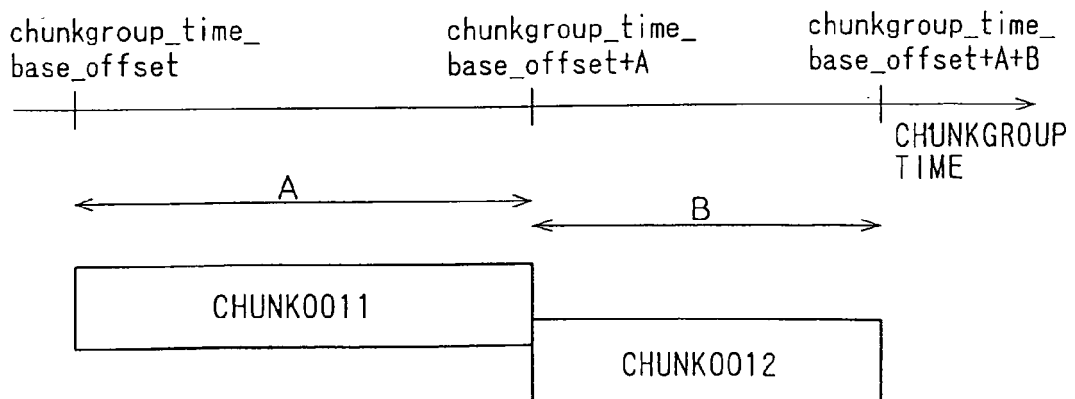 chunkgroup_time_
base_offset
chunkgroup_time_
base_offset+A
chunkgroup_time_
base_offset+A+B
CHUNKGROUP
TIME
A
B
CHUNK0011
CHUNK0012